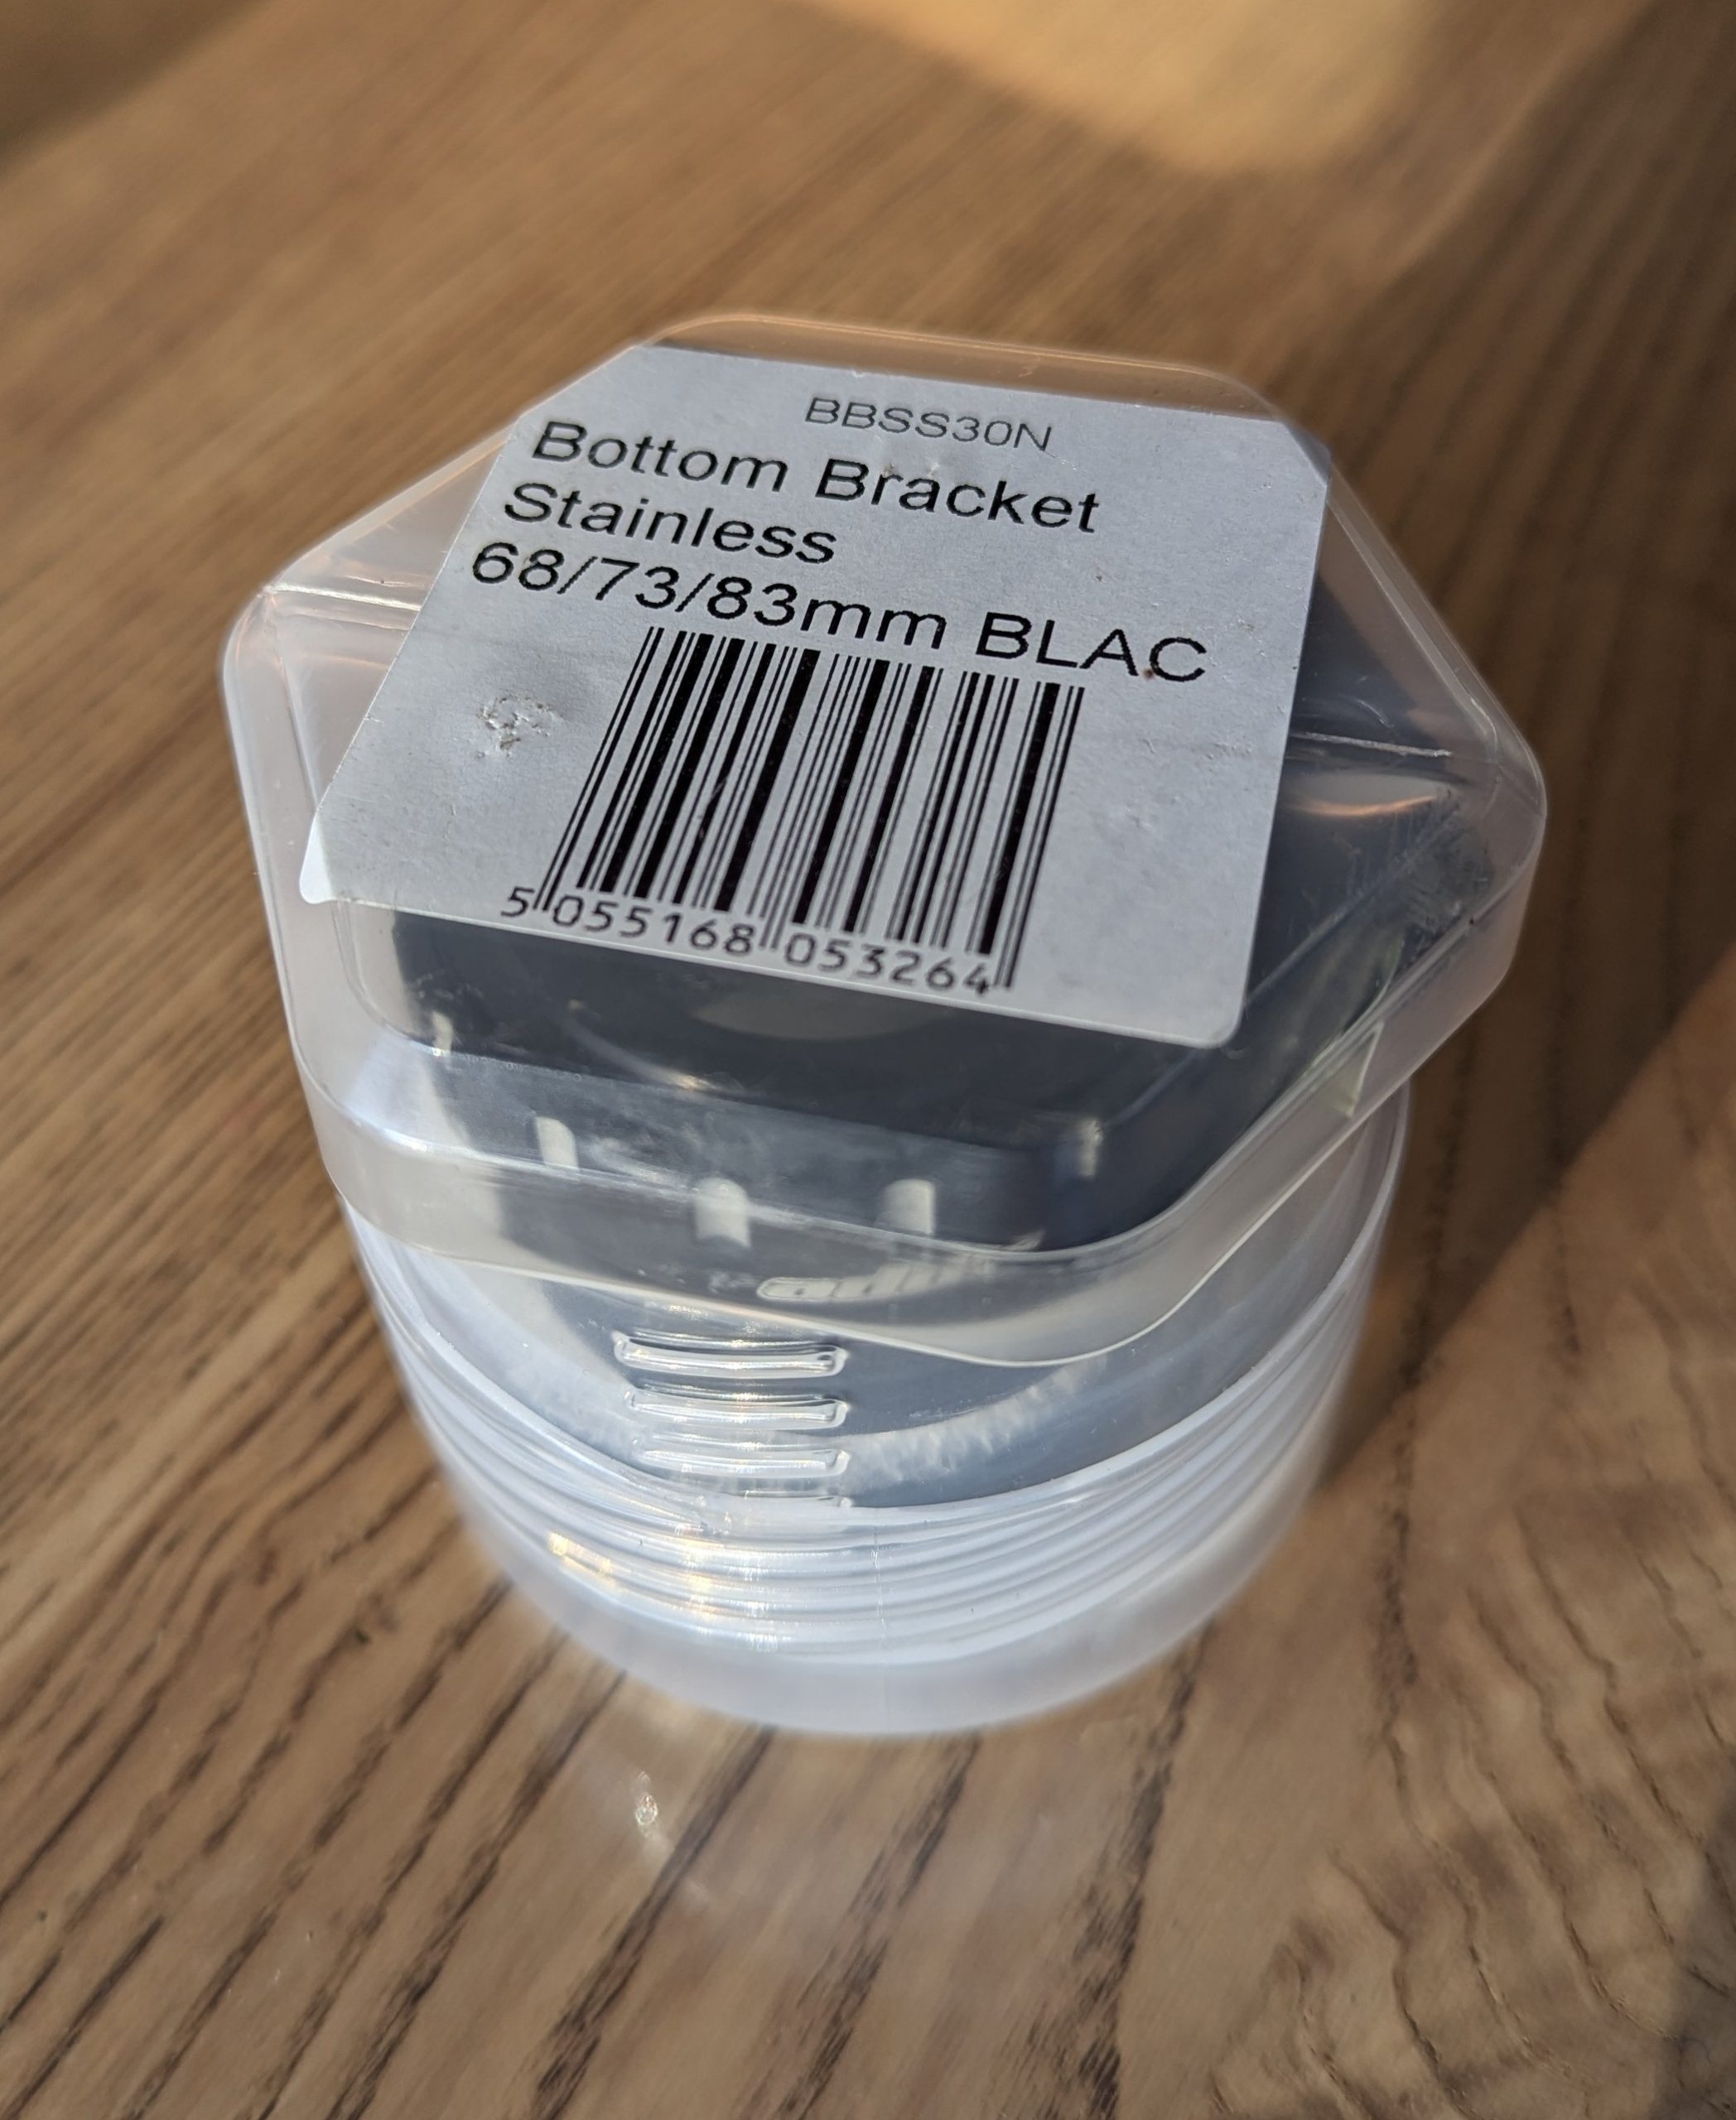 BBSS30N
Bottom Bracket
Stainless
68/73/83mm BLAC
5 055168 053264